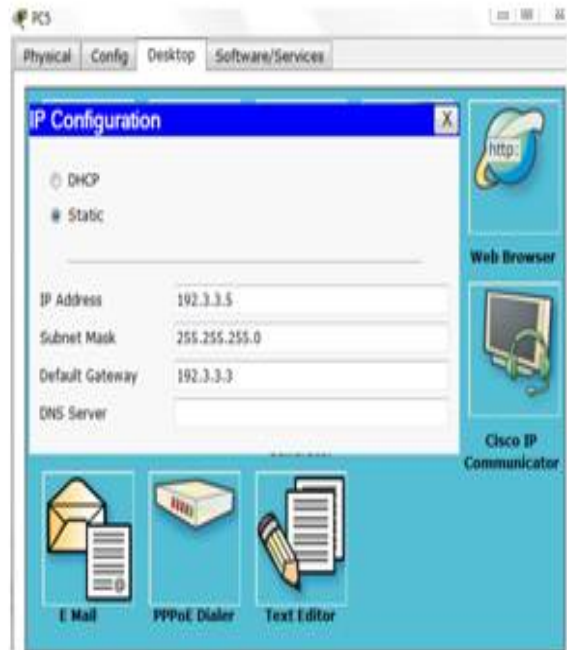 PC5
Physical Config Desktop Software/Services
IP Configuration X
http:
DHCP
Static
Web Browser
IP Address 192.3.3.5
Subnet Mask 255.255.255.0
Default Gateway 192.3.3.3
DNS Server
Cisco IP
Communicator
E Mail
PPPoE Dialer
Text Editor